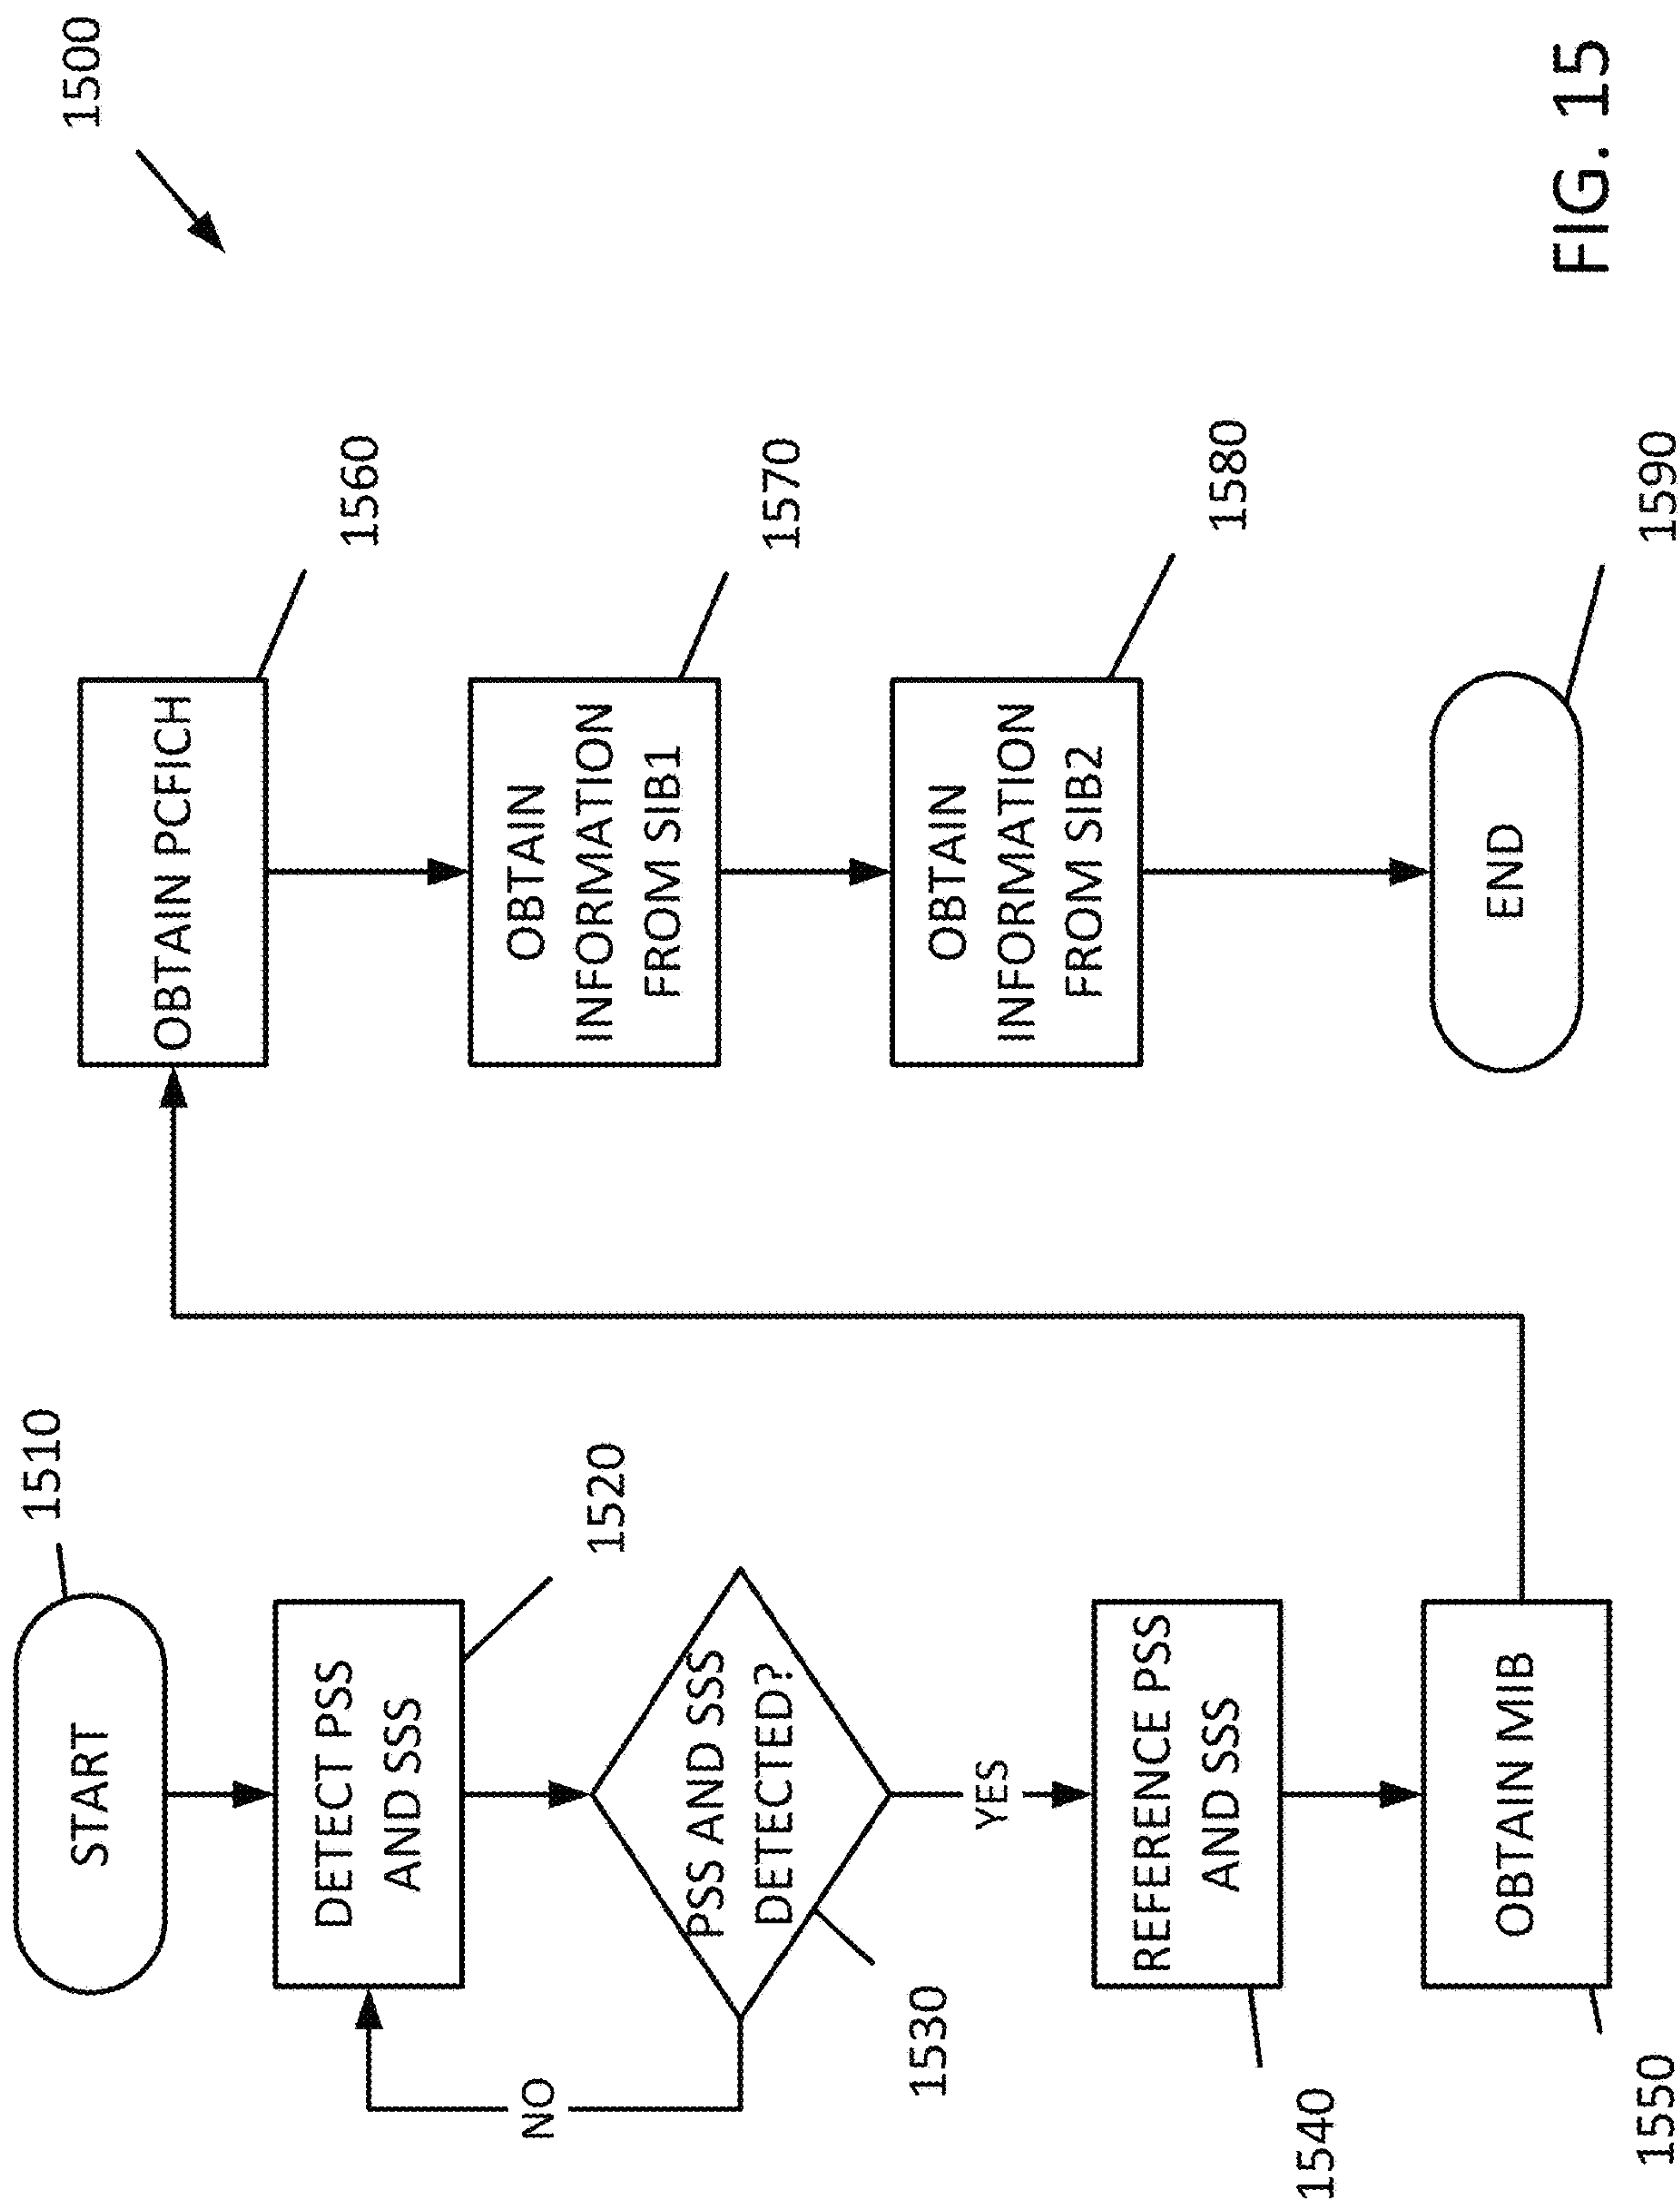 1500
START
1510
DETECT PSS
AND SSS
1520
PSS AND SSS
DETECTED?
1530
NO
YES
REFERENCE PSS
AND SSS
1540
OBTAIN MIB
1550
OBTAIN PCFICH
1560
OBTAIN
INFORMATION
FROM SIB1
1570
OBTAIN
INFORMATION
FROM SIB2
1580
END
1590
FIG. 15